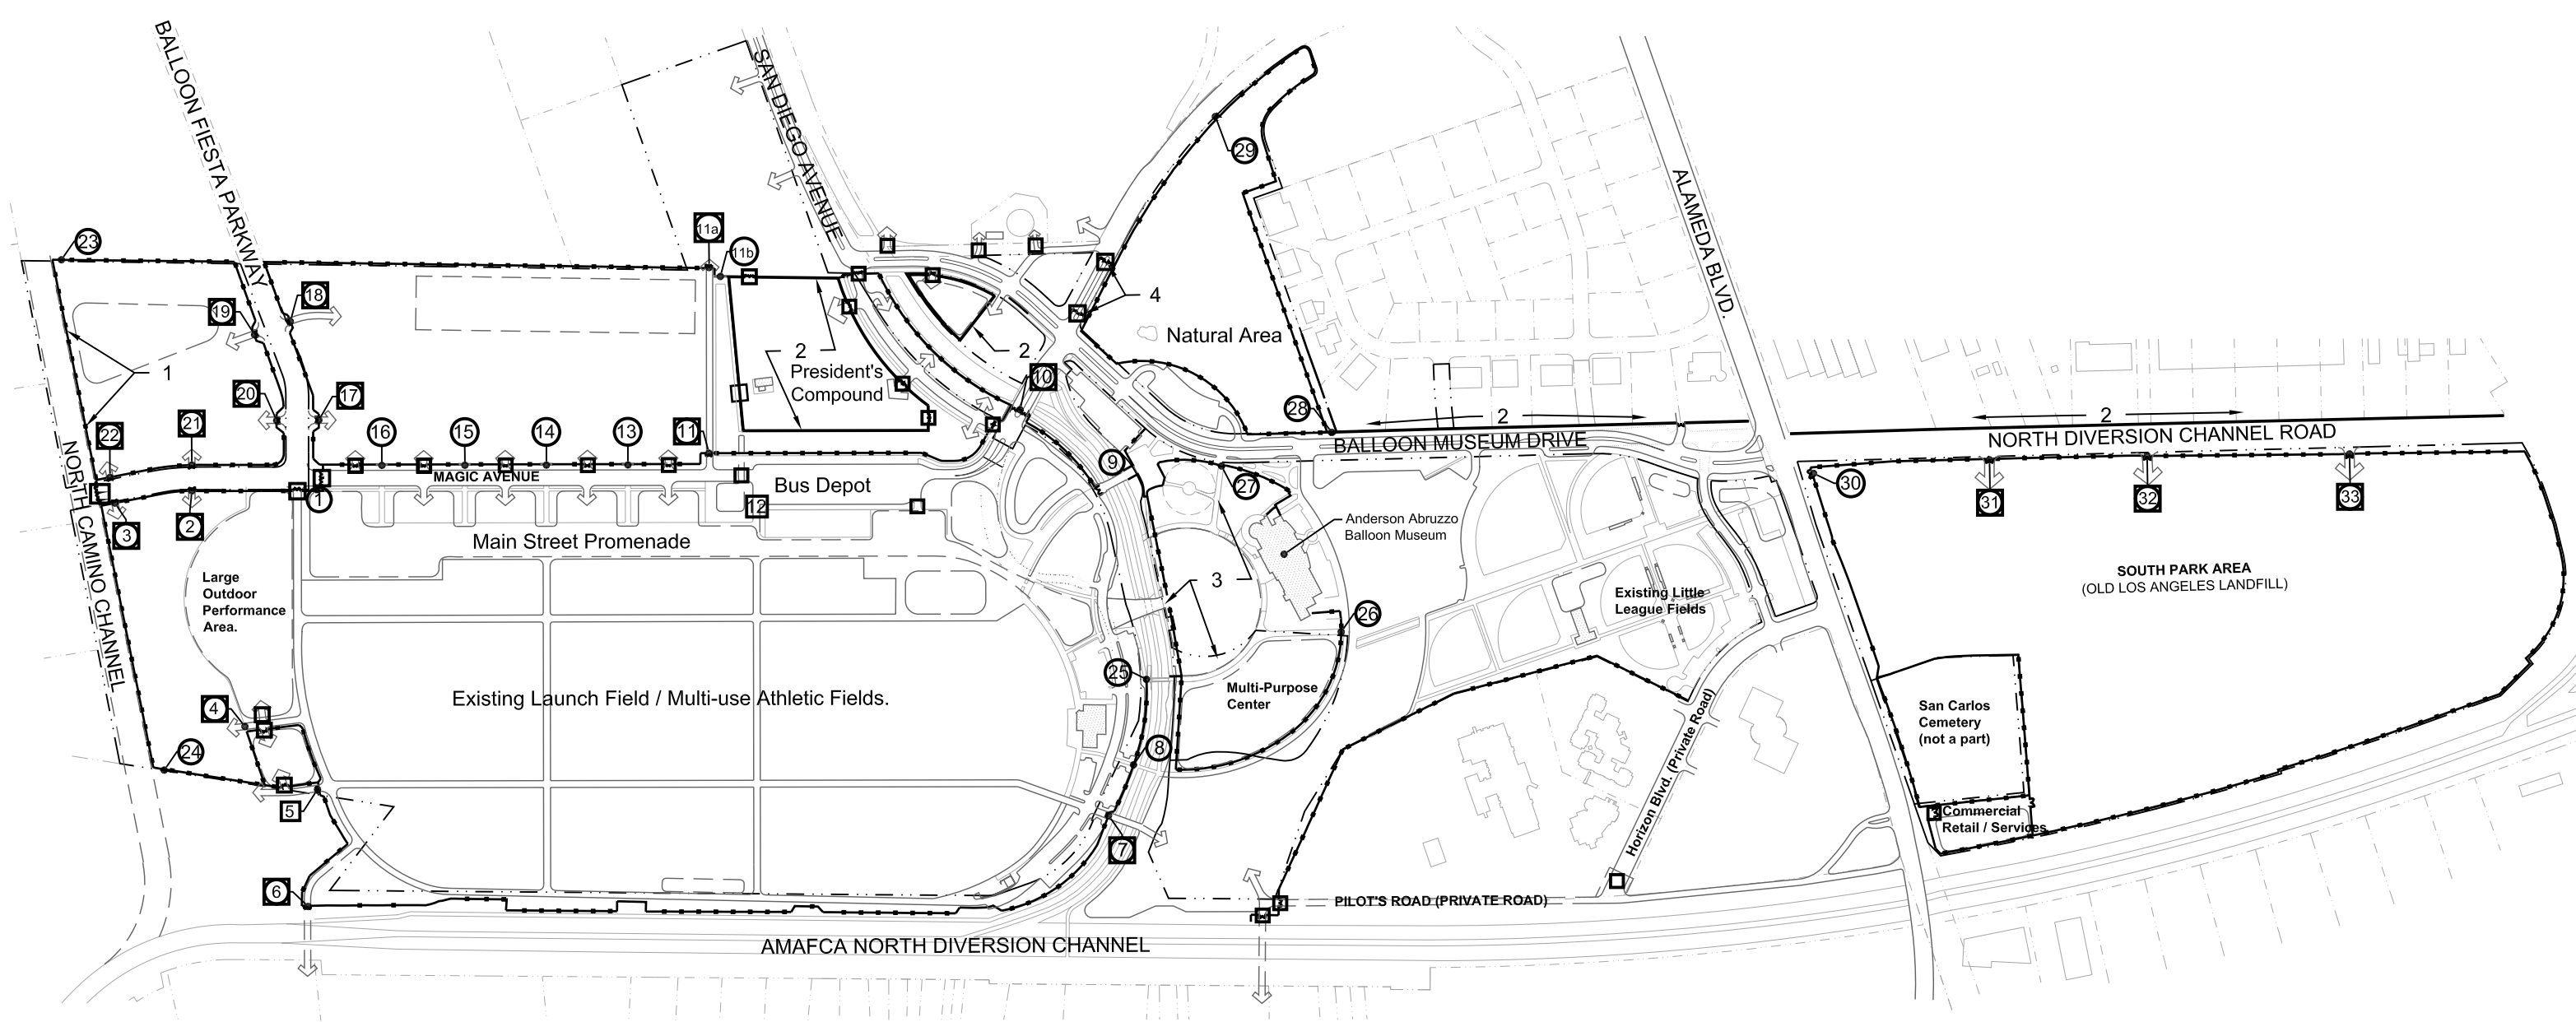 BALLOON FIESTA PARKWAY
SAN DIEGO AVENUE
29
ALAMEDA BLVD.
23
11a
11b
18
19
4
Natural Area
1
2
President's
Compound
2
10
20
17
28
2
2
22
21
16
15
14
13
11
9
BALLOON MUSEUM DRIVE
NORTH DIVERSION CHANNEL ROAD
NORTH CAMINO CHANNEL
MAGIC AVENUE
Bus Depot
1
12
27
30
31
32
33
3
2
Main Street Promenade
Anderson Abruzzo
Balloon Museum
Large
Outdoor
Performance
Area.
3
Existing Little
League Fields
SOUTH PARK AREA
(OLD LOS ANGELES LANDFILL)
26
25
Existing Launch Field / Multi-use Athletic Fields.
Multi-Purpose
Center
4
24
8
San Carlos
Cemetery
(not a part)
Horizon Blvd. (Private Road)
5
7
Commercial
Retail / Services
6
PILOT'S ROAD (PRIVATE ROAD)
AMAFCA NORTH DIVERSION CHANNEL